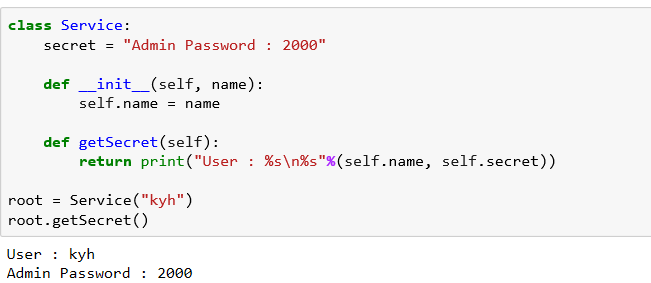 class Service:
    secret = "Admin Password : 2000"

    def __init__(self, name):
        self.name = name

    def getSecret(self):
        return print("User : %s\n%s"%(self.name, self.secret))

root = Service("kyh")
root.getSecret()
User : kyh
Admin Password : 2000